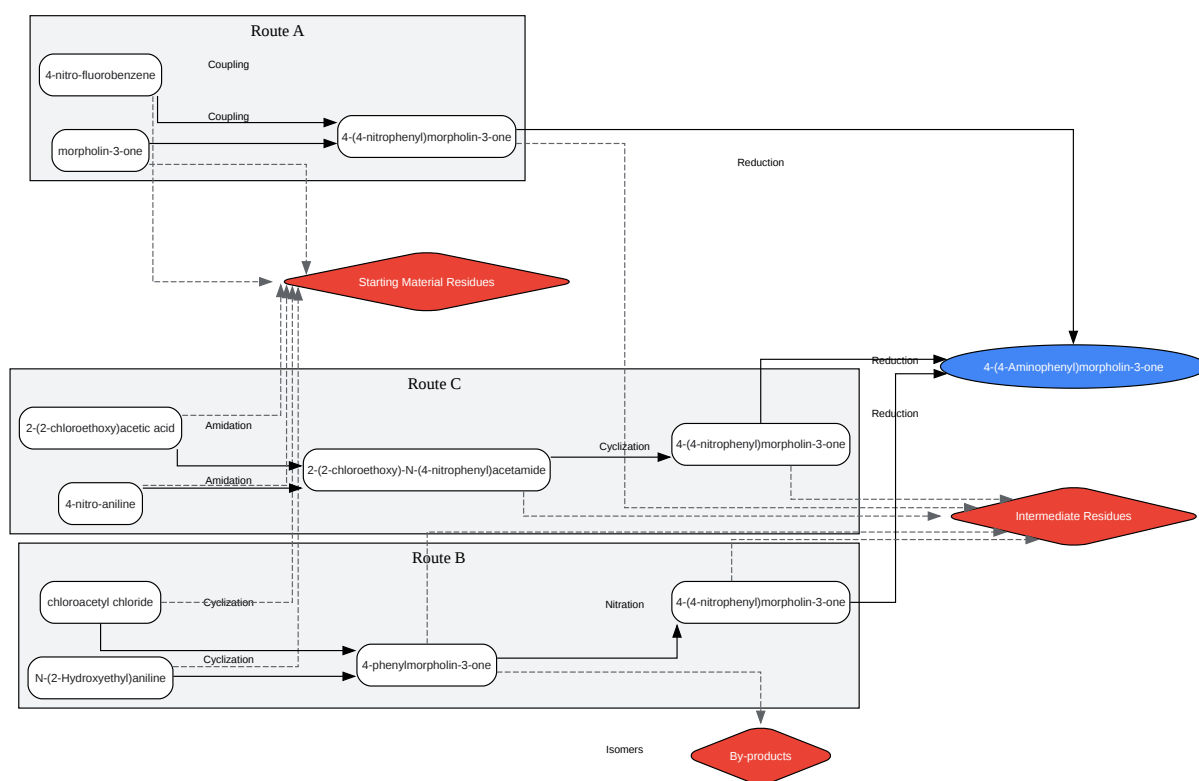 Route A
4-nitro-fluorobenzene
Coupling
Coupling
4-(4-nitrophenyl)morpholin-3-one
morpholin-3-one
Reduction
Starting Material Residues
4-(4-Aminophenyl)morpholin-3-one
Reduction
Route C
Reduction
2-(2-chloroethoxy)acetic acid
Amidation
Cyclization
4-(4-nitrophenyl)morpholin-3-one
2-(2-chloroethoxy)-N-(4-nitrophenyl)acetamide
Amidation
4-nitro-aniline
Intermediate Residues
Route B
chloroacetyl chloride
Cyclization
Nitration
4-(4-nitrophenyl)morpholin-3-one
Cyclization
4-phenylmorpholin-3-one
N-(2-Hydroxyethyl)aniline
Isomers
By-products